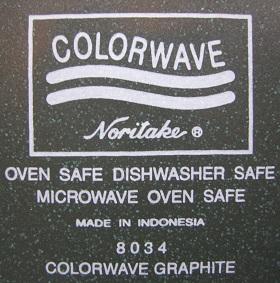 COLORWAVE
Noritake ®
OVEN SAFE DISHWASHER SAFE
MICROWAVE OVEN SAFE
MADE IN INDONESIA
8034
COLORWAVE GRAPHITE